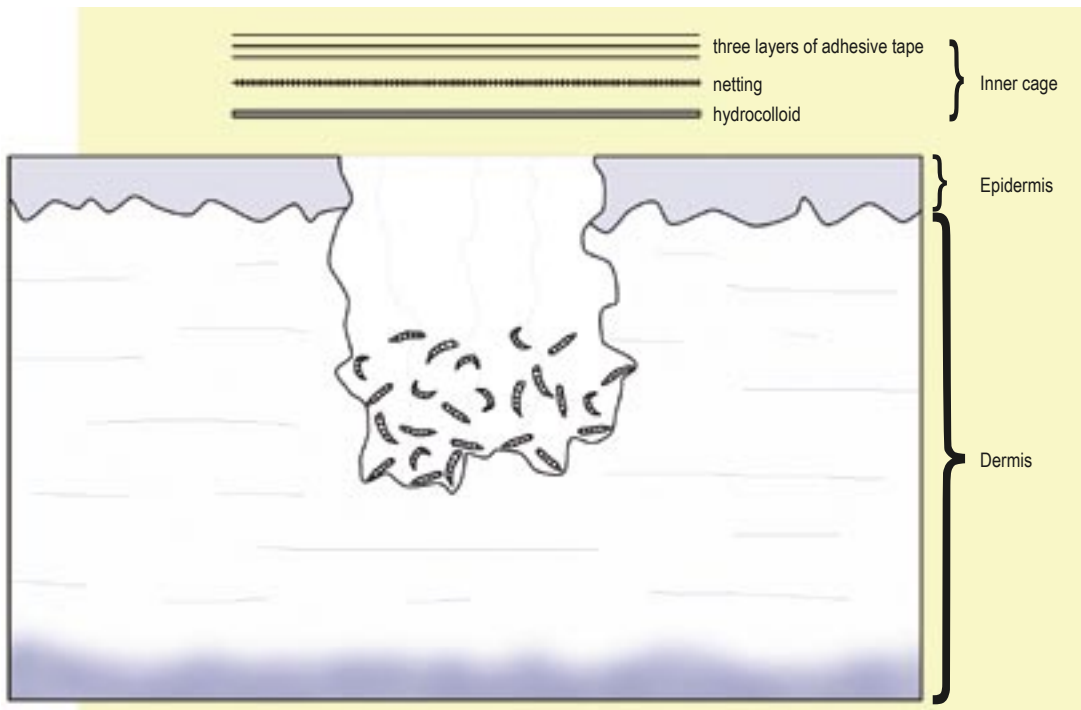 three layers of adhesive tape
netting
Inner cage
hydrocolloid
Epidermis
Dermis